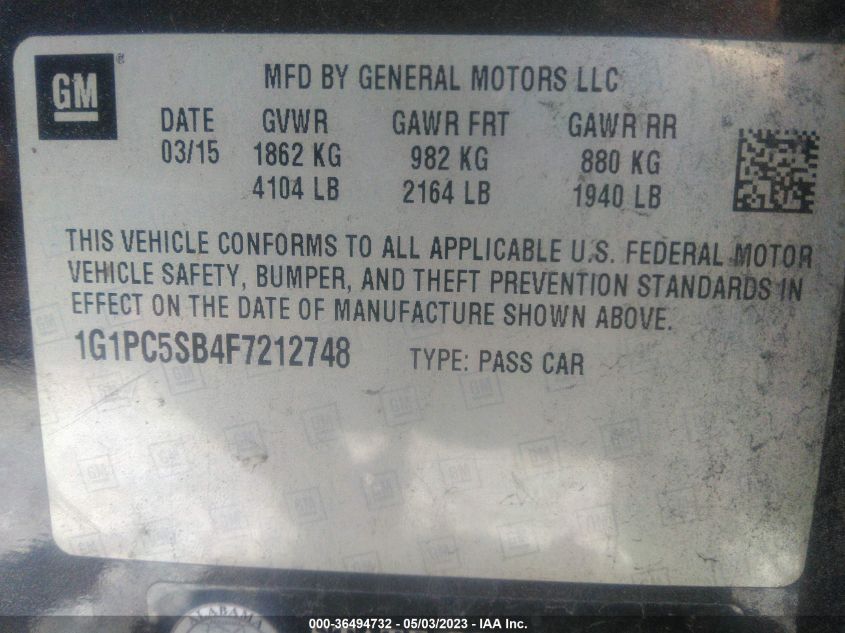 GM®
MFD BY GENERAL MOTORS LLC
DATE GVWR GAWR FRT GAWR RR
03/15 1862 KG 982 KG 880 KG
4104 LB 2164 LB 1940 LB
THIS VEHICLE CONFORMS TO ALL APPLICABLE U.S. FEDERAL MOTOR
VEHICLE SAFETY, BUMPER, AND THEFT PREVENTION STANDARDS IN
EFFECT ON THE DATE OF MANUFACTURE SHOWN ABOVE.
1G1PC5SB4F7212748 TYPE: PASS CAR
ALABAMA
000-36494732 - 05/03/2023 - IAA Inc.